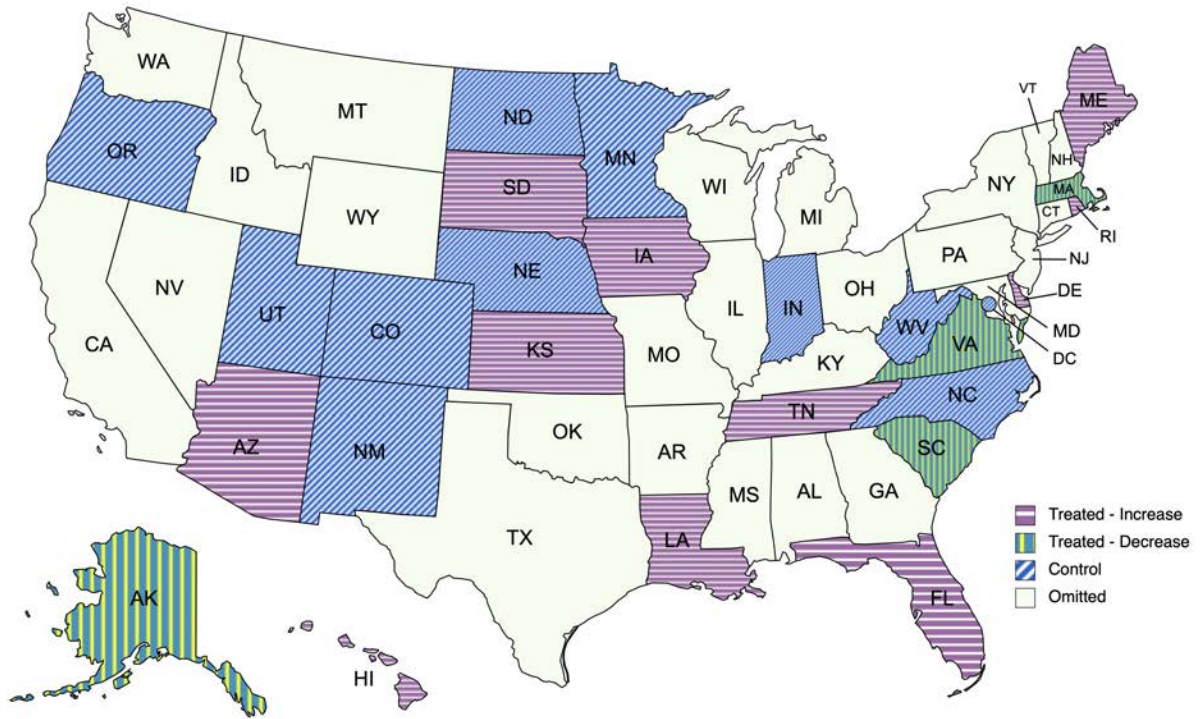 WA
MT
ND
MN
OR
ID
SD
WI
MI
WY
VT
ME
NH
NY
MA
CT
RI
NV
UT
CO
NE
IA
IL
IN
OH
PA
NJ
DE
MD
DC
CA
KS
MO
KY
WV
VA
AZ
NM
OK
AR
TN
NC
SC
MS
AL
GA
TX
LA
FL
AK
HI
Treated - Increase
Treated - Decrease
Control
Omitted